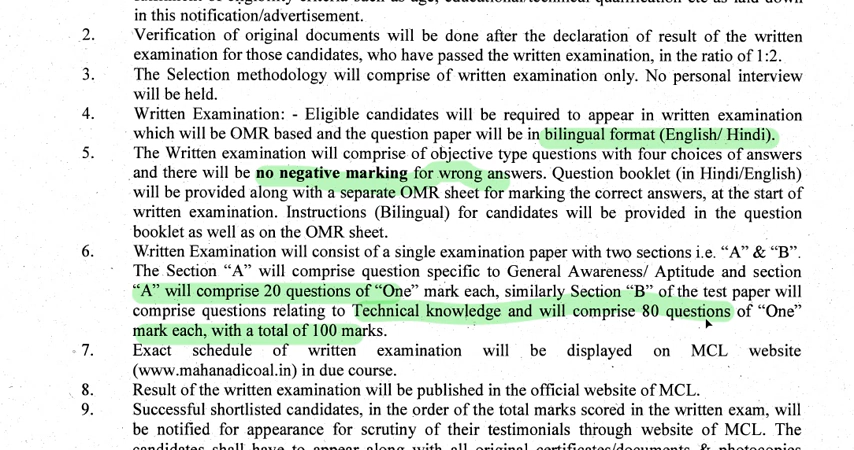 in this notification/advertisement.
2. Verification of original documents will be done after the declaration of result of the written
examination for those candidates, who have passed the written examination, in the ratio of 1:2.
3. The Selection methodology will comprise of written examination only. No personal interview
will be held.
4. Written Examination: - Eligible candidates will be required to appear in written examination
which will be OMR based and the question paper will be in bilingual format (English/ Hindi).
5. The Written examination will comprise of objective type questions with four choices of answers
and there will be no negative marking for wrong answers. Question booklet (in Hindi/English)
will be provided along with a separate OMR sheet for marking the correct answers, at the start of
written examination. Instructions (Bilingual) for candidates will be provided in the question
booklet as well as on the OMR sheet.
6. Written Examination will consist of a single examination paper with two sections i.e. “A” & “B”.
The Section “A” will comprise question specific to General Awareness/ Aptitude and section
“A” will comprise 20 questions of “One” mark each, similarly Section “B” of the test paper will
comprise questions relating to Technical knowledge and will comprise 80 questions of “One”
mark each, with a total of 100 marks.
7. Exact schedule of written examination will be displayed on MCL website
(www.mahanadicoal.in) in due course.
8. Result of the written examination will be published in the official website of MCL.
9. Successful shortlisted candidates, in the order of the total marks scored in the written exam, will
be notified for appearance for scrutiny of their testimonials through website of MCL. The
candidates shall have to appear along with all original certificates/documents & photocopies